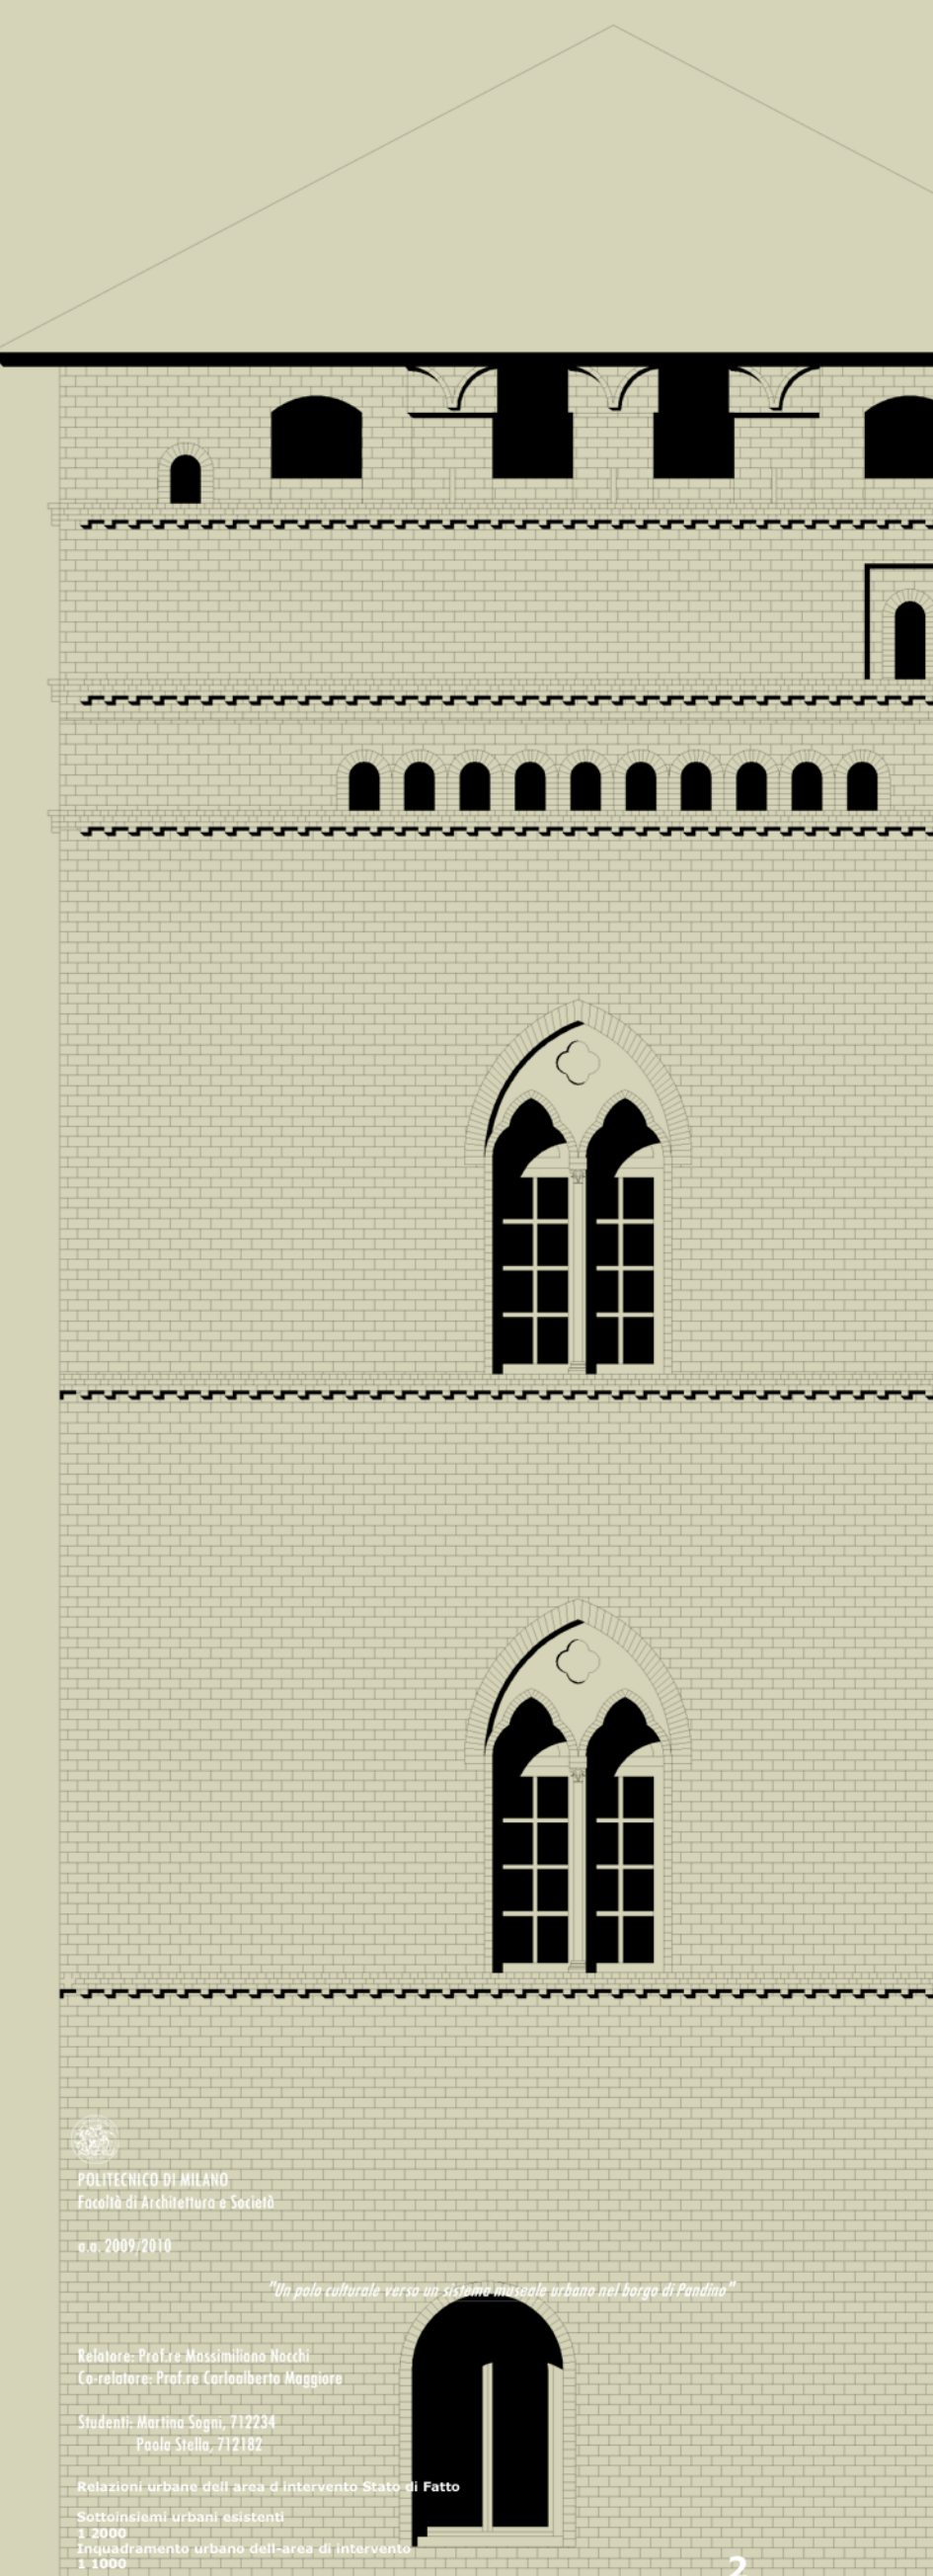 POLITECNICO DI MILANO
Facoltà di Architettura e Società
a.a. 2009/2010
"Un polo culturale verso un sistema museale urbano nel borgo di Pandino"
Relatore: Prof.re Massimiliano Nocchi
Co-relatore: Prof.re Carloalberto Maggiore
Studenti: Martina Sogni, 712234
Paola Stella, 712182
Relazioni urbane dell area d intervento Stato di Fatto
Sottoinsiemi urbani esistenti
1 2000
Inquadramento urbano dell-area di intervento
1 1000
2